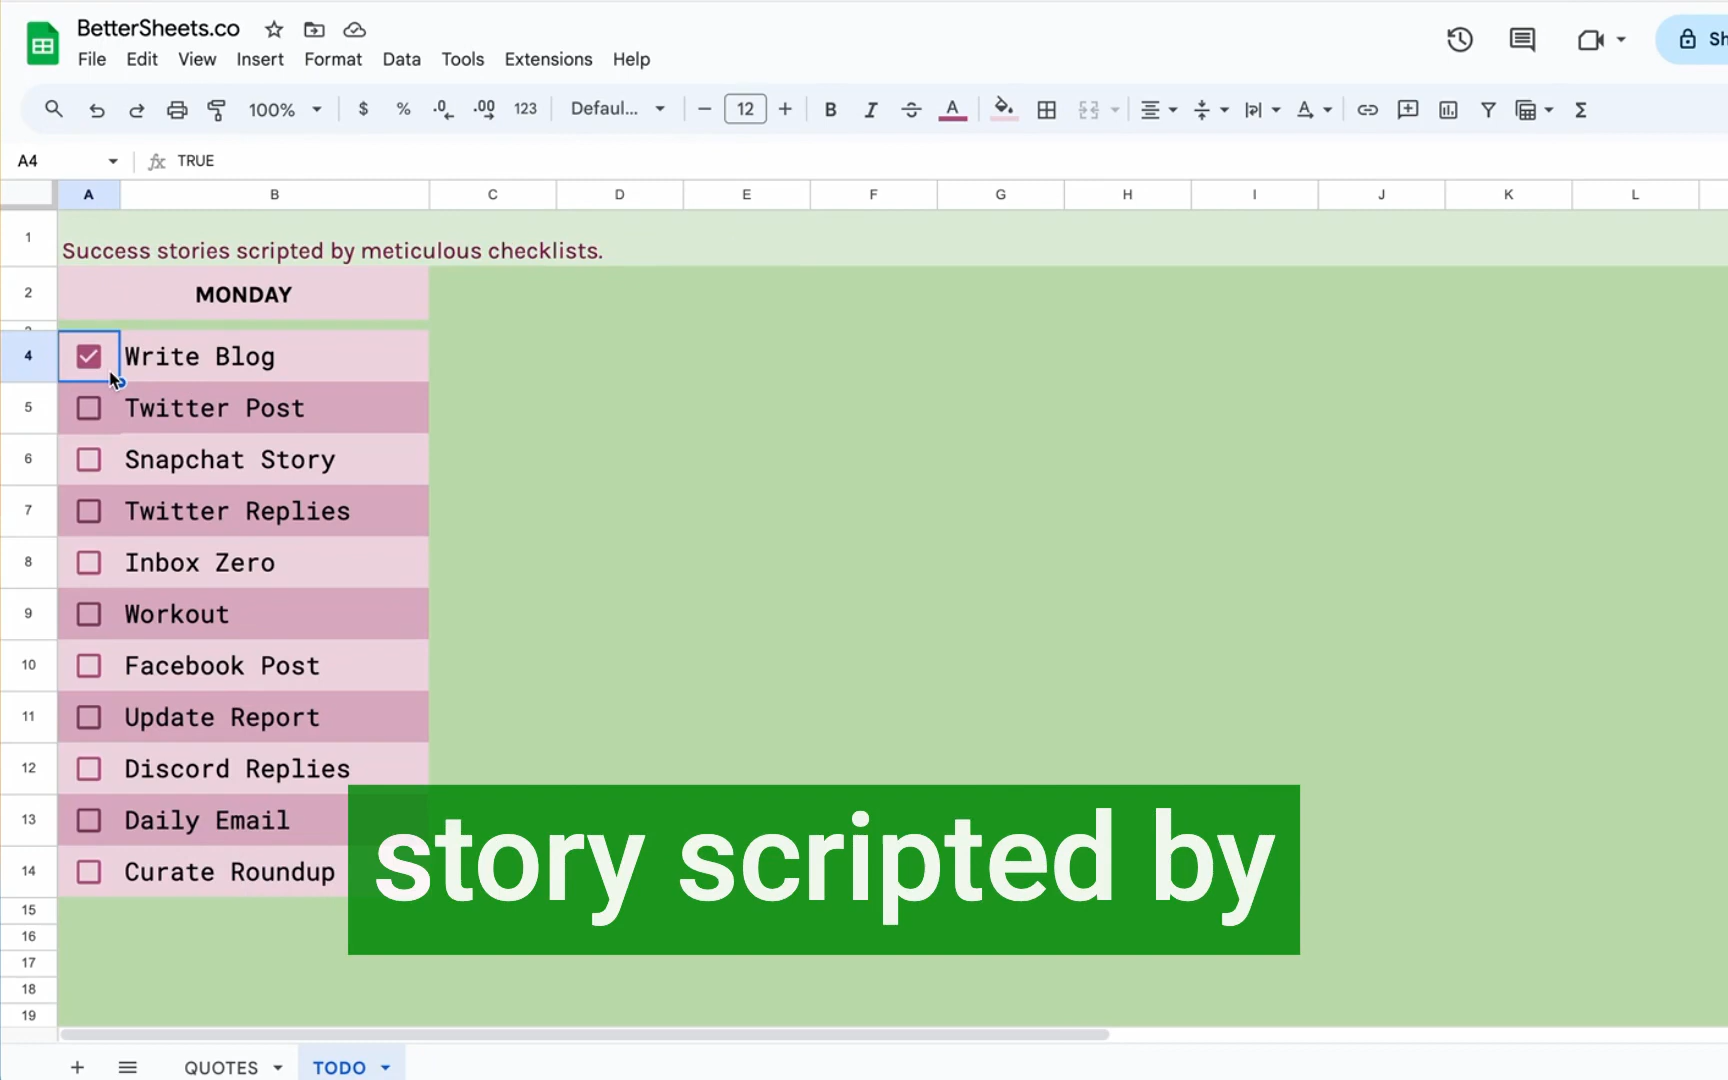 BetterSheets.co
File Edit View Insert Format Data Tools Extensions Help
100% $ % .0 .00 123 Defaul... 12 B I A
A4 fx TRUE
A B C D E F G H I J K L
1 Success stories scripted by meticulous checklists.
2 MONDAY
4 Write Blog
5 Twitter Post
6 Snapchat Story
7 Twitter Replies
8 Inbox Zero
9 Workout
10 Facebook Post
11 Update Report
12 Discord Replies
13 Daily Email
14 Curate Roundup
story scripted by
15
16
17
18
19
QUOTES TODO